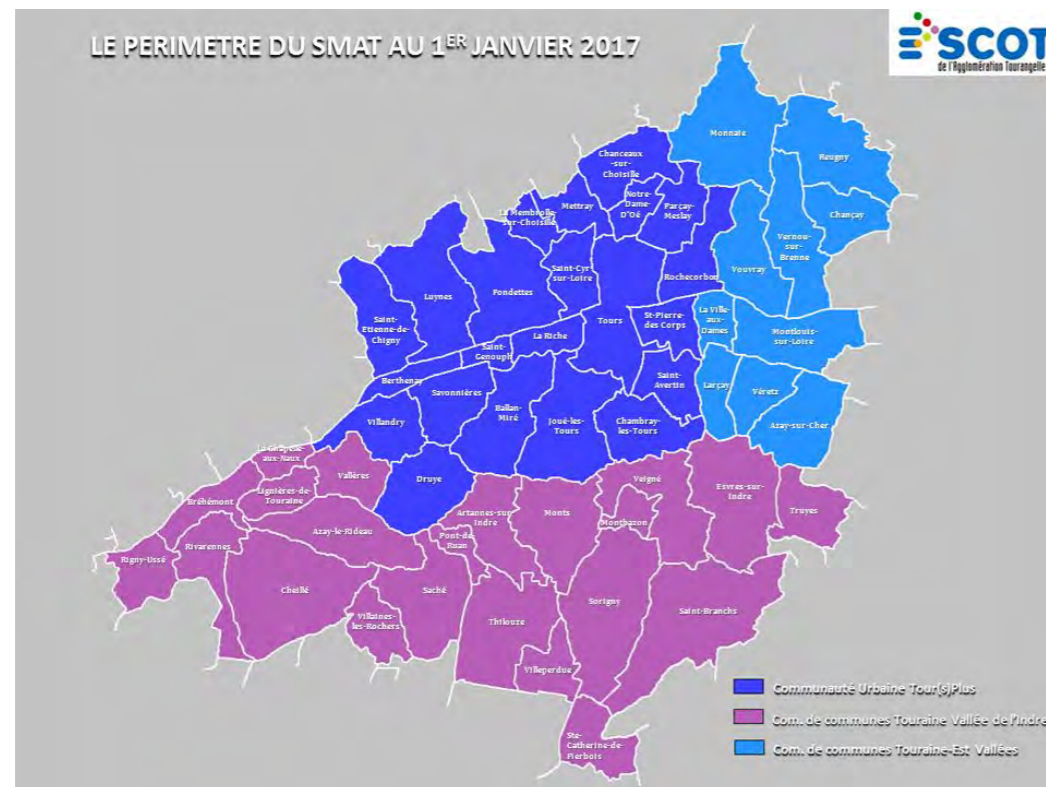 LE PERIMETRE DU SMAT AU 1ER JANVIER 2017
SCOT
de l'Agglomération Tourangelle
Monnaie
Reugny
Chanceaux
-sur-
Choisille
Notre-
Dame-
D'Oé
Parçay-
Meslay
Mettray
La Membrolle-
sur-Choisille
Chançay
Vernou-
sur-
Brenne
Vouvray
Rochecorbon
Saint-Cyr-
sur-Loire
Fondettes
Luynes
Saint-
Etienne-de-
Chigny
Tours
St-Pierre-
des Corps
La Ville-
aux-
Dames
Montlouis-
sur-Loire
La Riche
Saint-
Genouph
Berthenay
Savonnières
Saint-
Avertin
Larçay
Véretz
Azay-sur-Cher
Villandry
Ballan-
Miré
Joué-les-
Tours
Chambray-
les-Tours
La Chapelle-
aux-Naux
Vallères
Druye
Lignières-de-
Touraine
Bréhémont
Veigné
Esvres-sur-
Indre
Truyes
Artannes-sur
Indre
Monts
Montbazon
Azay-le-Rideau
Pont-de
Ruan
Rivarennes
Rigny-Ussé
Cheillé
Saché
Sorigny
Saint-Branchs
Villaines-
les-Rochers
Thilouze
Villeperdue
Ste-
Catherine-de-
Fierbois
Communauté Urbaine Tour(s)Plus
Com. de communes Touraine Vallée de l'Indre
Com. de communes Touraine-Est Vallées